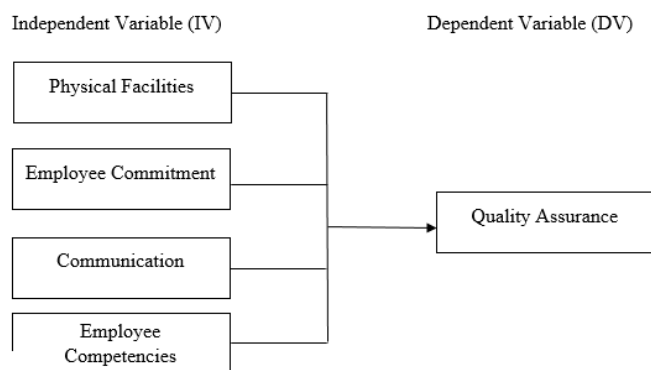 Independent Variable (IV)
Dependent Variable (DV)
Physical Facilities
Employee Commitment
Quality Assurance
Communication
Employee
Competencies